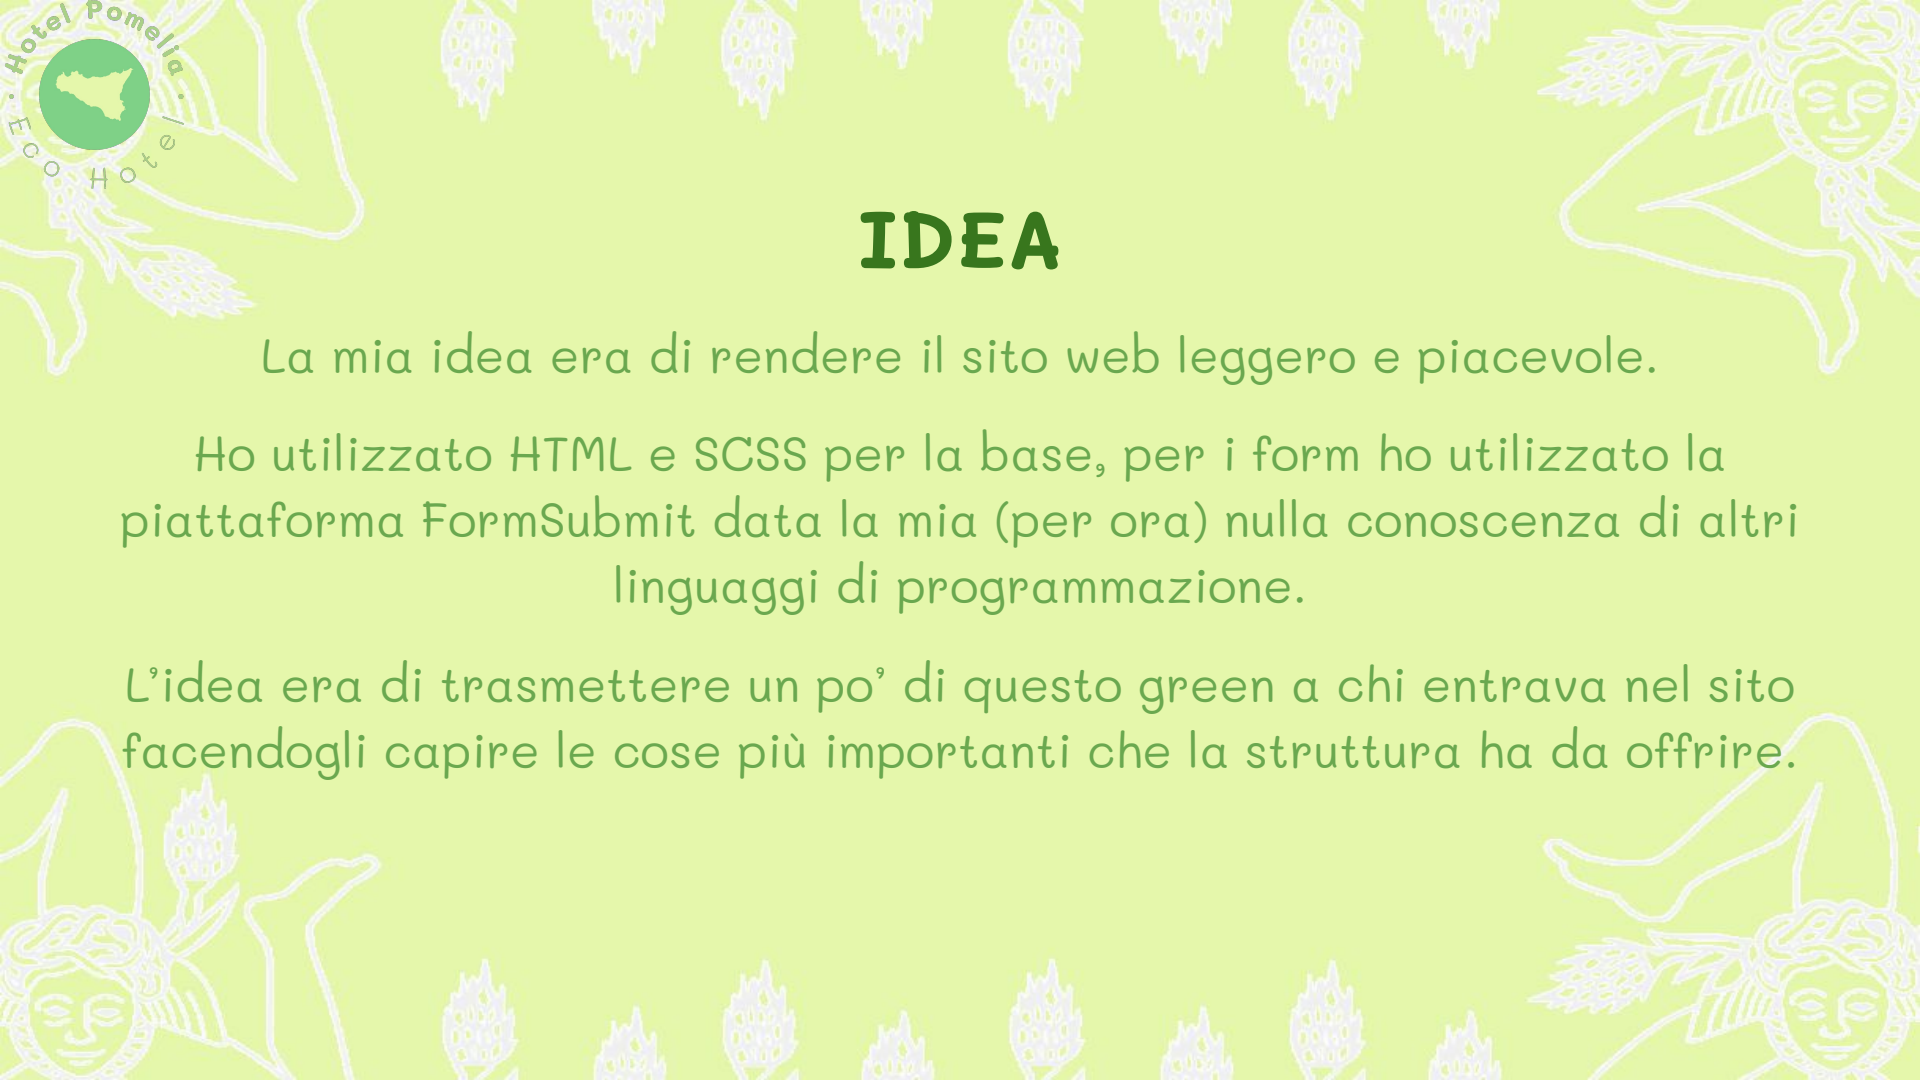 Hotel Pomelia
Eco Hotel
IDEA
La mia idea era di rendere il sito web leggero e piacevole.
Ho utilizzato HTML e SCSS per la base, per i form ho utilizzato la
piattaforma FormSubmit data la mia (per ora) nulla conoscenza di altri
linguaggi di programmazione.
L’idea era di trasmettere un po’ di questo green a chi entrava nel sito
facendogli capire le cose più importanti che la struttura ha da offrire.